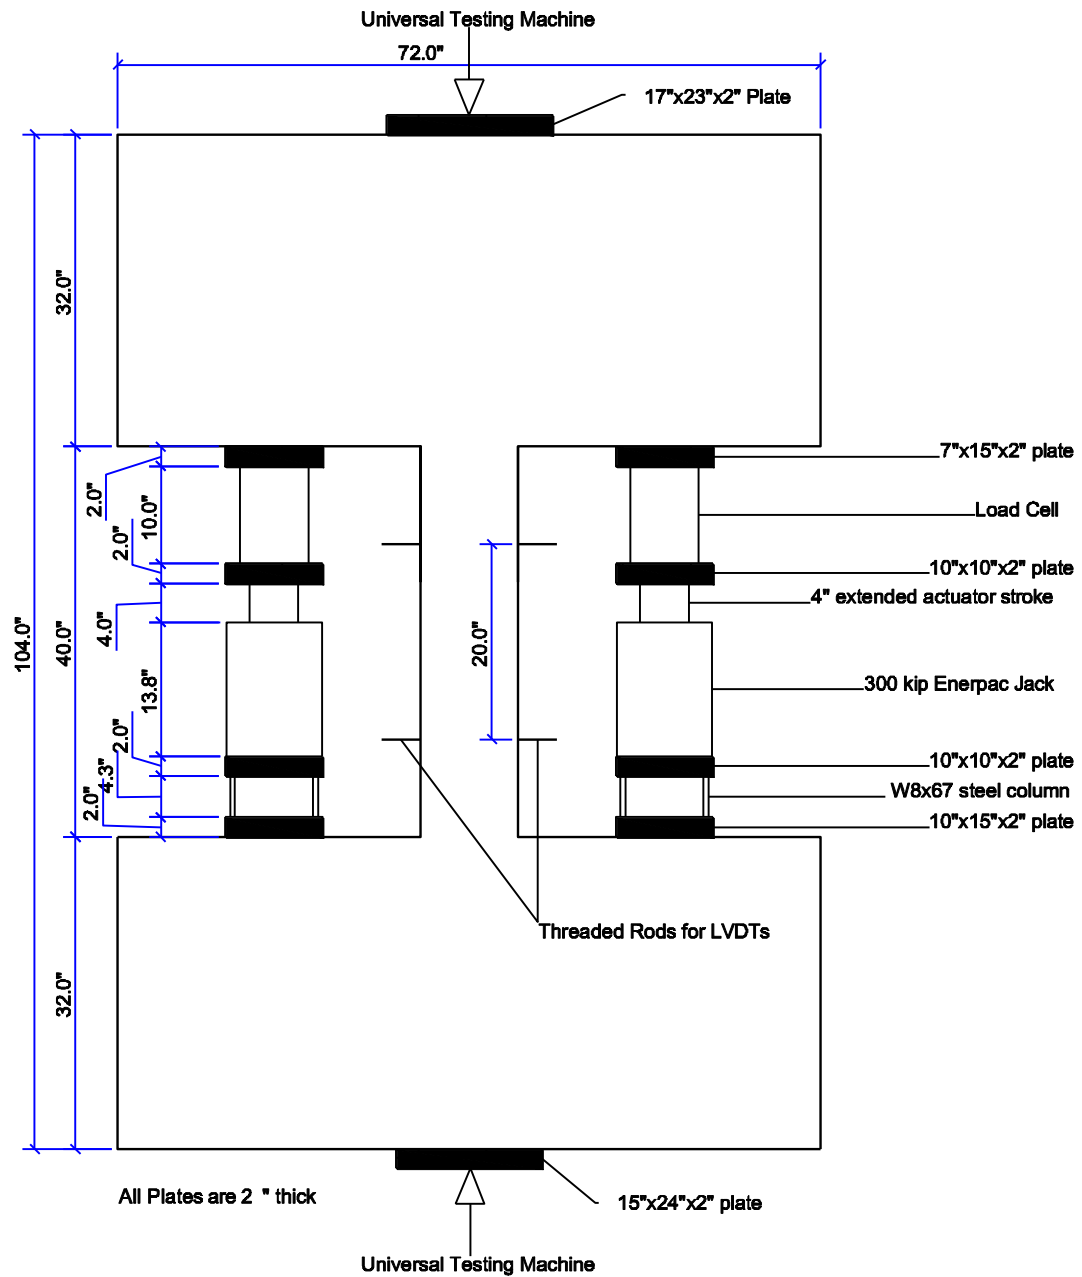 Universal Testing Machine
72.0"
17"x23"x2" Plate
32.0"
7"x15"x2" plate
2.0"
10.0"
Load Cell
2.0"
10"x10"x2" plate
4" extended actuator stroke
4.0"
104.0"
40.0"
20.0"
13.8"
300 kip Enerpac Jack
2.0"
10"x10"x2" plate
4.3"
W8x67 steel column
2.0"
10"x15"x2" plate
Threaded Rods for LVDTs
32.0"
All Plates are 2 " thick
15"x24"x2" plate
Universal Testing Machine